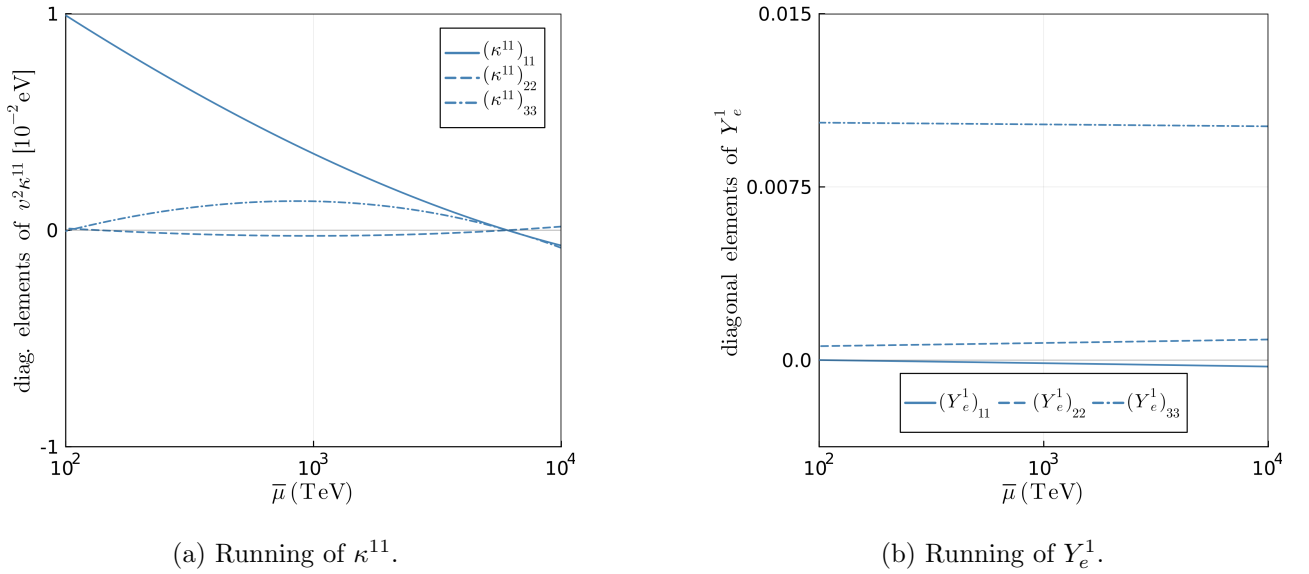 1
0
-1
10² 10³ 10⁴
μ̅ (TeV)
diag. elements of v²κ¹¹ [10⁻²eV]
(κ¹¹)₁₁
(κ¹¹)₂₂
(κ¹¹)₃₃
(a) Running of κ¹¹.
0.015
0.0075
0.0
10² 10³ 10⁴
μ̅ (TeV)
diagonal elements of Yₑ¹
(Yₑ¹)₁₁ (Yₑ¹)₂₂ (Yₑ¹)₃₃
(b) Running of Yₑ¹.